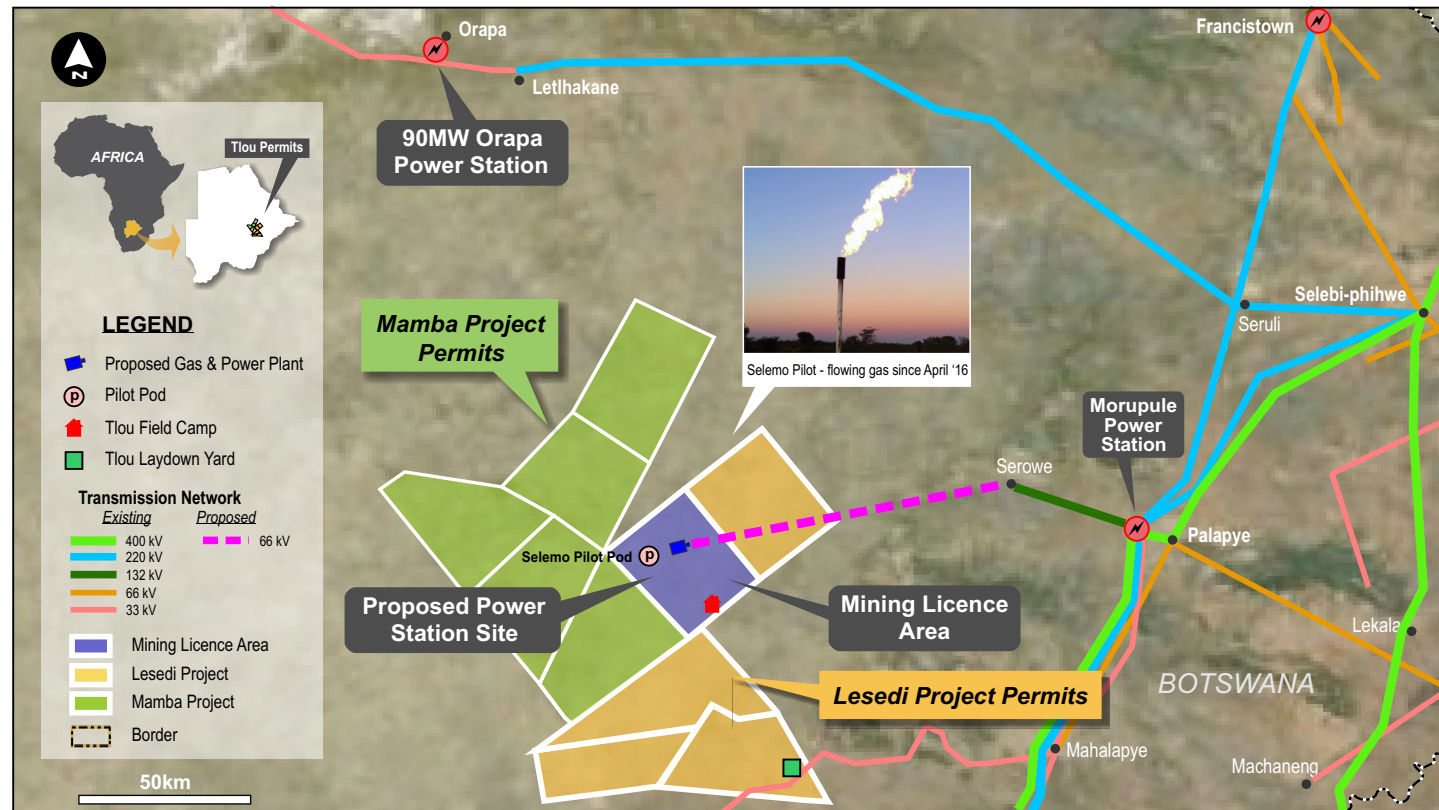 Orapa
Francistown
Letlhakane
N
90MW Orapa
Power Station
AFRICA
Tlou Permits
LEGEND
Proposed Gas & Power Plant
p
Pilot Pod
Tlou Field Camp
Tlou Laydown Yard
Transmission Network
Existing
Proposed
400 kV
66 kV
220 kV
132 kV
66 kV
33 kV
Mining Licence Area
Lesedi Project
Mamba Project
Border
50km
Mamba Project
Permits
Selemo Pilot - flowing gas since April ‘16
Selebi-phihwe
Seruli
Morupule
Power
Station
Serowe
Palapye
Selemo Pilot Pod
p
Proposed Power
Station Site
Mining Licence
Area
Lekala
Lesedi Project Permits
BOTSWANA
Mahalapye
Machaneng